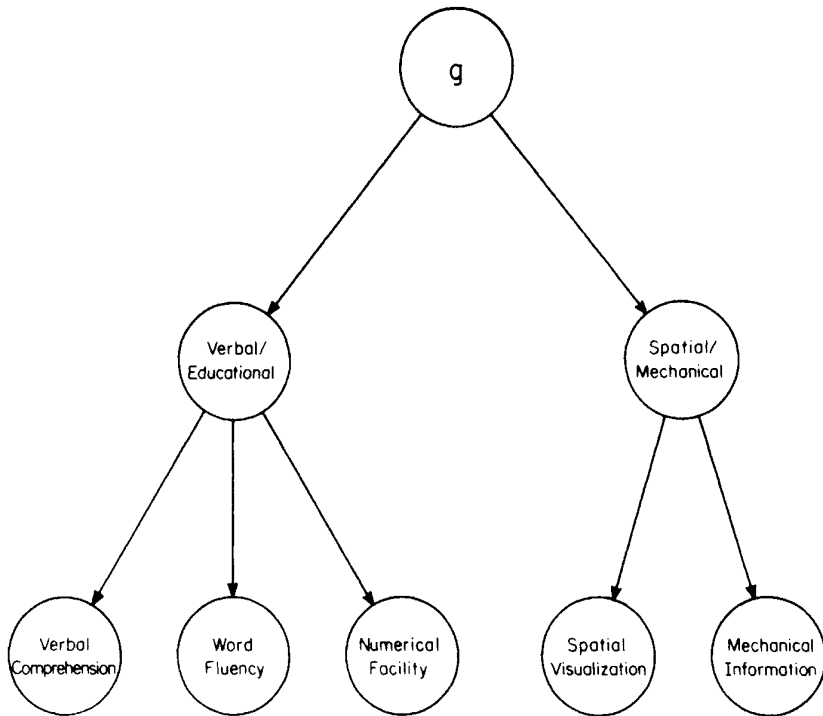 g
Verbal/
Educational
Spatial/
Mechanical
Verbal
Comprehension
Word
Fluency
Numerical
Facility
Spatial
Visualization
Mechanical
Information